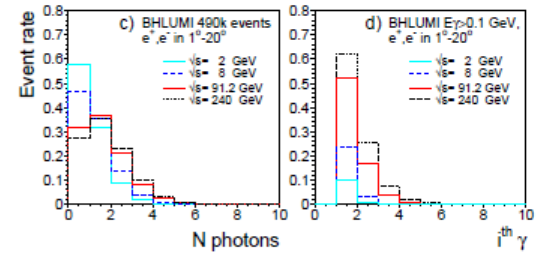 c) BHLUMI 490k events
e+,e- in 1°-20°
√s= 2 GeV
√s= 8 GeV
√s= 91.2 GeV
√s= 240 GeV
Event rate
0.8
0.7
0.6
0.5
0.4
0.3
0.2
0.1
0
0 2 4 6 8 10
N photons
d) BHLUMI Eγ>0.1 GeV,
e+,e- in 1°-20°
√s= 2 GeV
√s= 8 GeV
√s= 91.2 GeV
√s= 240 GeV
0.8
0.7
0.6
0.5
0.4
0.3
0.2
0.1
0
0 2 4 6 8 10
i^th γ